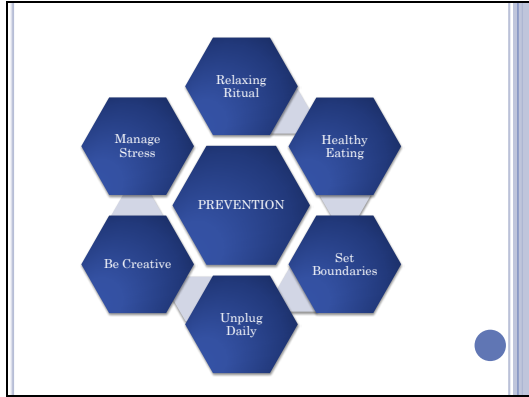 Relaxing
Ritual
Healthy
Eating
Set
Boundaries
Unplug
Daily
Be Creative
Manage
Stress
PREVENTION